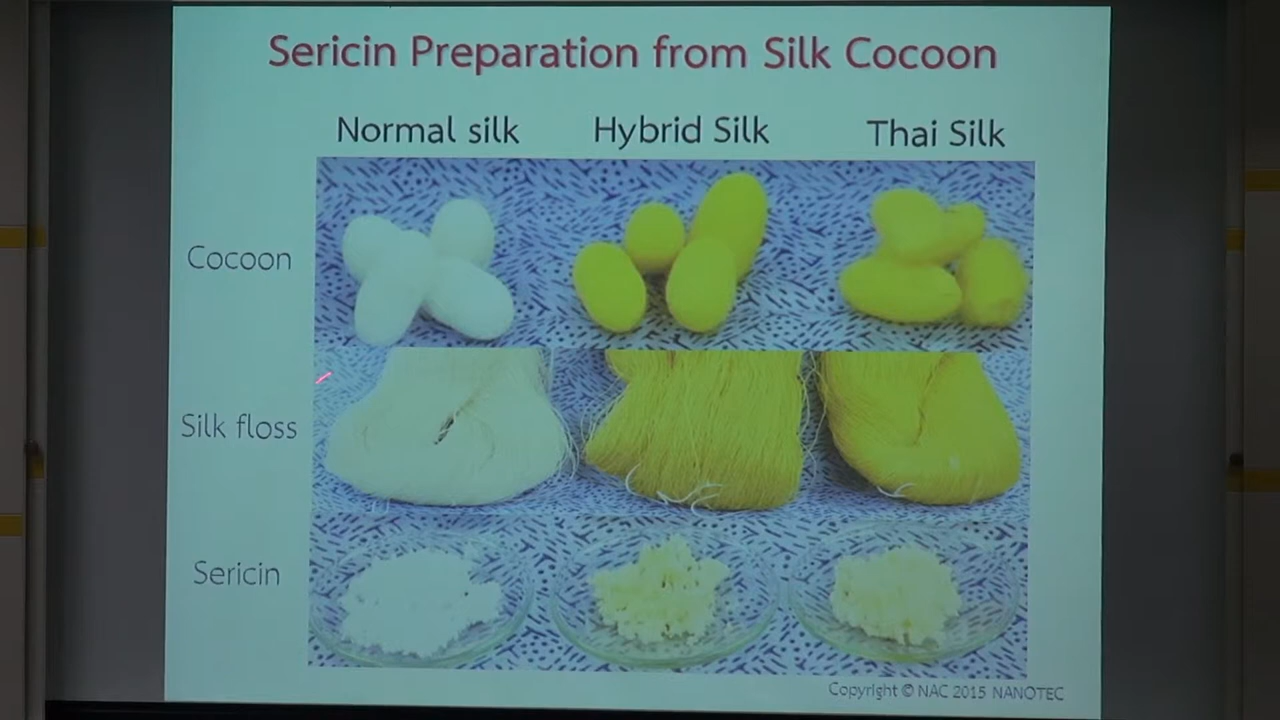 Sericin Preparation from Silk Cocoon
Normal silk Hybrid Silk Thai Silk
Cocoon
Silk floss
Sericin
Copyright © NAC 2015 NANOTEC